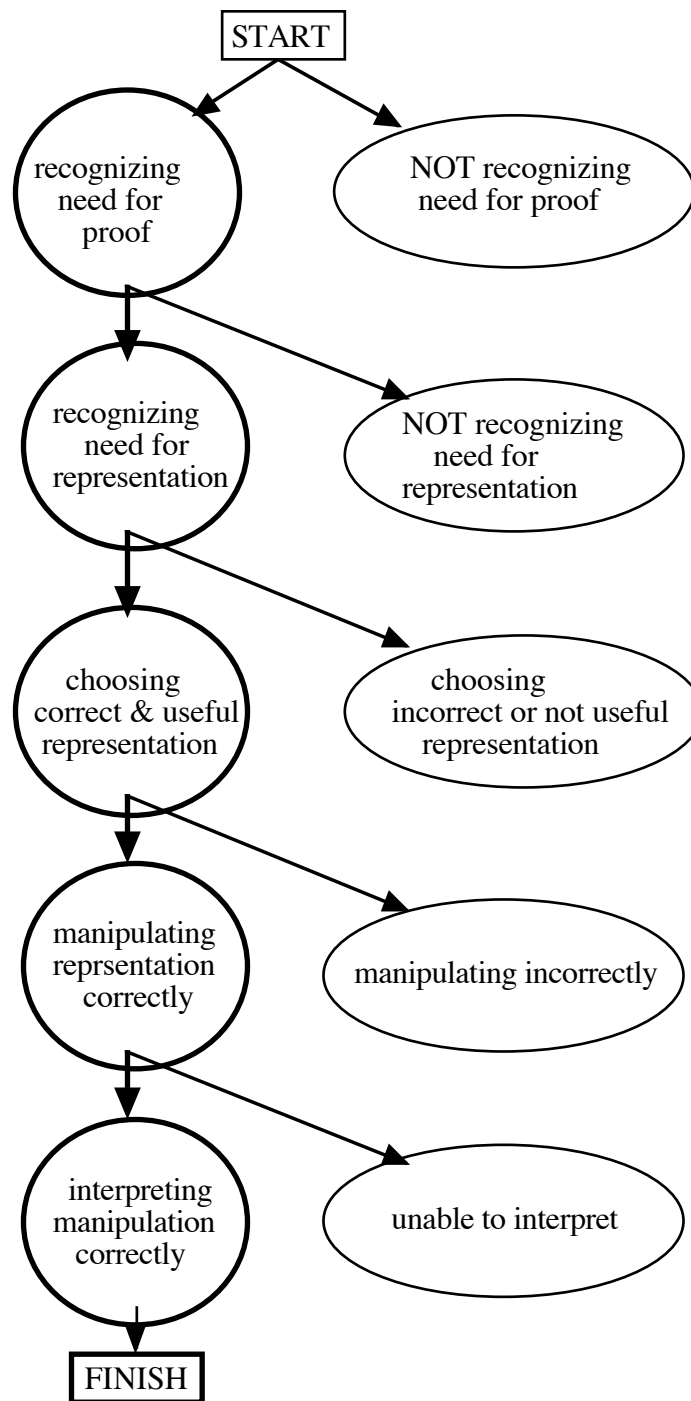 START
recognizing
need for
proof
NOT recognizing
need for proof
recognizing
need for
representation
NOT recognizing
need for
representation
choosing
correct & useful
representation
choosing
incorrect or not useful
representation
manipulating
reprsentation
correctly
manipulating incorrectly
interpreting
manipulation
correctly
unable to interpret
FINISH